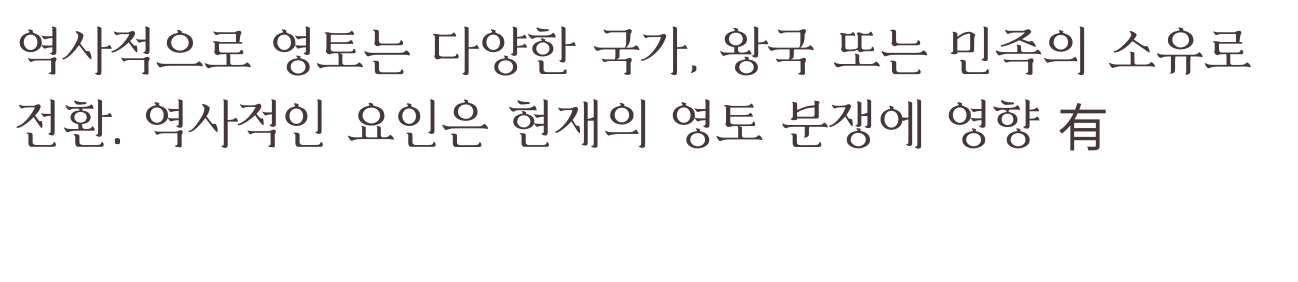 역사적으로 영토는 다양한 국가, 왕국 또는 민족의 소유로
전환. 역사적인 요인은 현재의 영토 분쟁에 영향 有